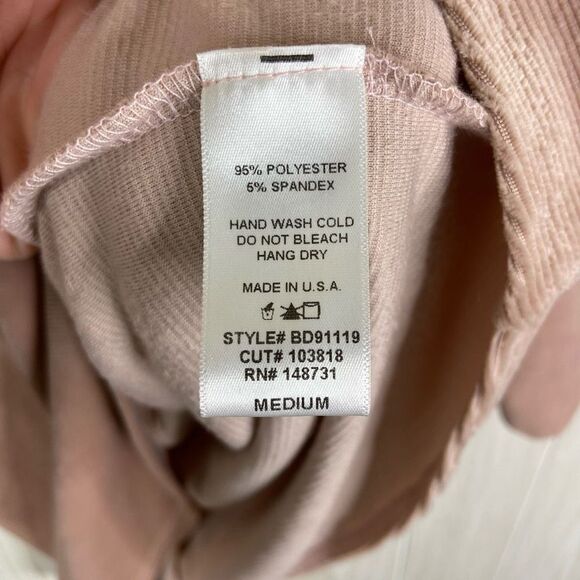 95% POLYESTER
5% SPANDEX
HAND WASH COLD
DO NOT BLEACH
HANG DRY
MADE IN U.S.A.
STYLE# BD91119
CUT# 103818
RN# 148731
MEDIUM